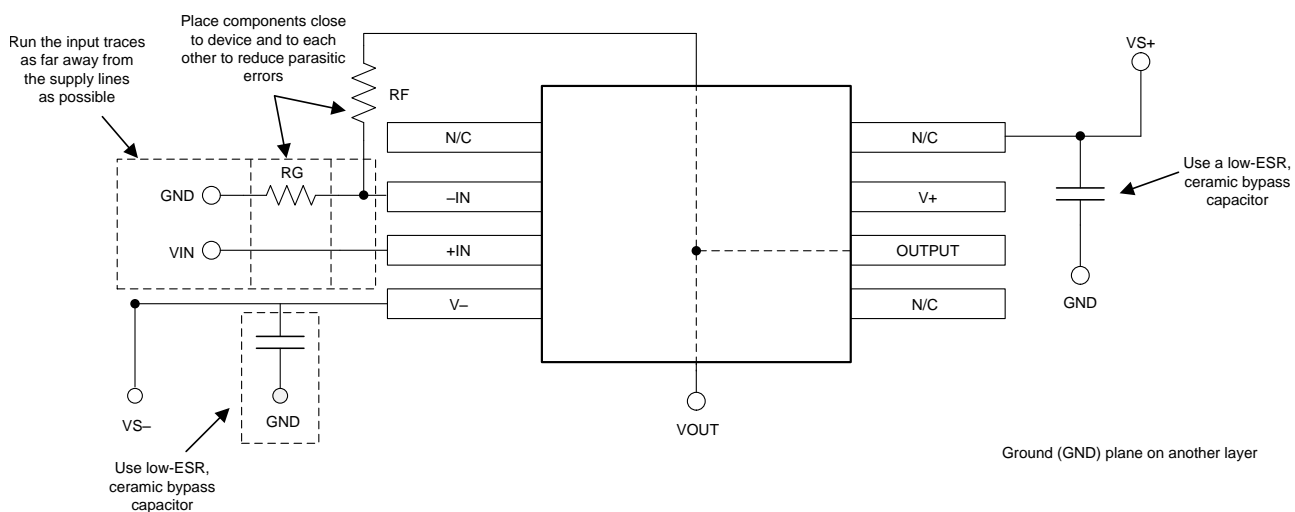 Run the input traces
as far away from
the supply lines
as possible
Place components close
to device and to each
other to reduce parasitic
errors
RF
N/C
RG
GND
–IN
VIN
+IN
V–
VS–
GND
Use low-ESR,
ceramic bypass
capacitor
VOUT
VS+
N/C
V+
OUTPUT
N/C
Use a low-ESR,
ceramic bypass
capacitor
GND
Ground (GND) plane on another layer